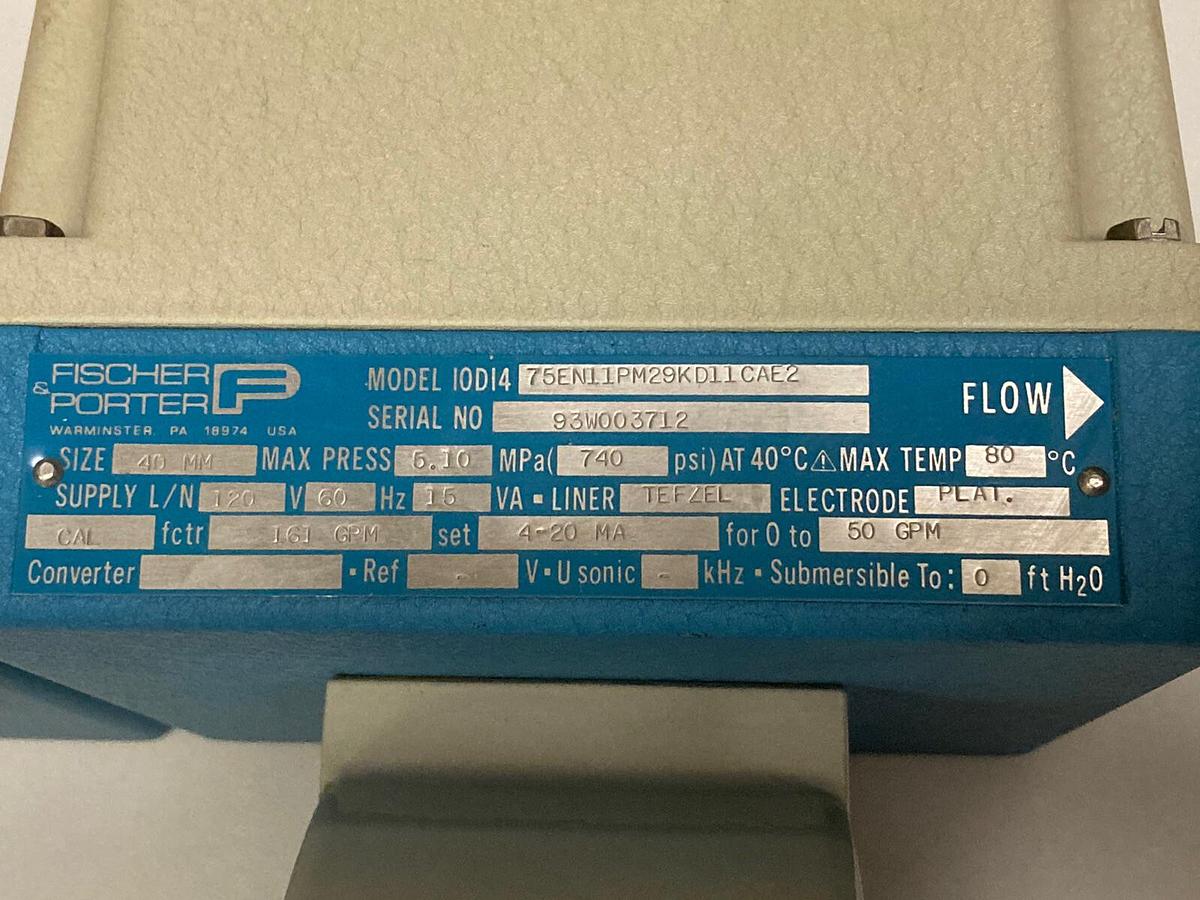 FISCHER & PORTER FP
WARMINSTER, PA 18974 USA
MODEL 10D14 75EN11PM29KD11CAE2
SERIAL NO 93W003712
FLOW
SIZE 40 MM MAX PRESS 5.10 MPa( 740 psi) AT 40°C ⚠ MAX TEMP 80 °C
SUPPLY L/N 120 V 60 Hz 15 VA ▪ LINER TEFZEL ELECTRODE PLAT.
CAL fctr 161 GPM set 4-20 MA for 0 to 50 GPM
Converter ▪ Ref - V ▪ U sonic - kHz ▪ Submersible To: 0 ft H₂O